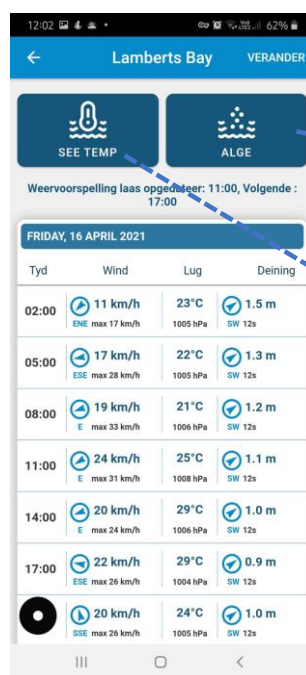 12:02 62%
Lamberts Bay VERANDER
SEE TEMP ALGE
Weervoorspelling laas opgedateer: 11:00, Volgende :
17:00
FRIDAY, 16 APRIL 2021
Tyd Wind Lug Deining
02:00 11 km/h 23°C 1.5 m
ENE max 17 km/h 1005 hPa SW 12s
05:00 17 km/h 22°C 1.3 m
ESE max 28 km/h 1005 hPa SW 12s
08:00 19 km/h 21°C 1.2 m
E max 33 km/h 1006 hPa SW 12s
11:00 24 km/h 25°C 1.1 m
E max 31 km/h 1008 hPa SW 12s
14:00 20 km/h 29°C 1.0 m
E max 24 km/h 1006 hPa SW 12s
17:00 22 km/h 29°C 0.9 m
ESE max 26 km/h 1004 hPa SW 12s
20 km/h 24°C 1.0 m
SSE max 26 km/h 1005 hPa SW 12s